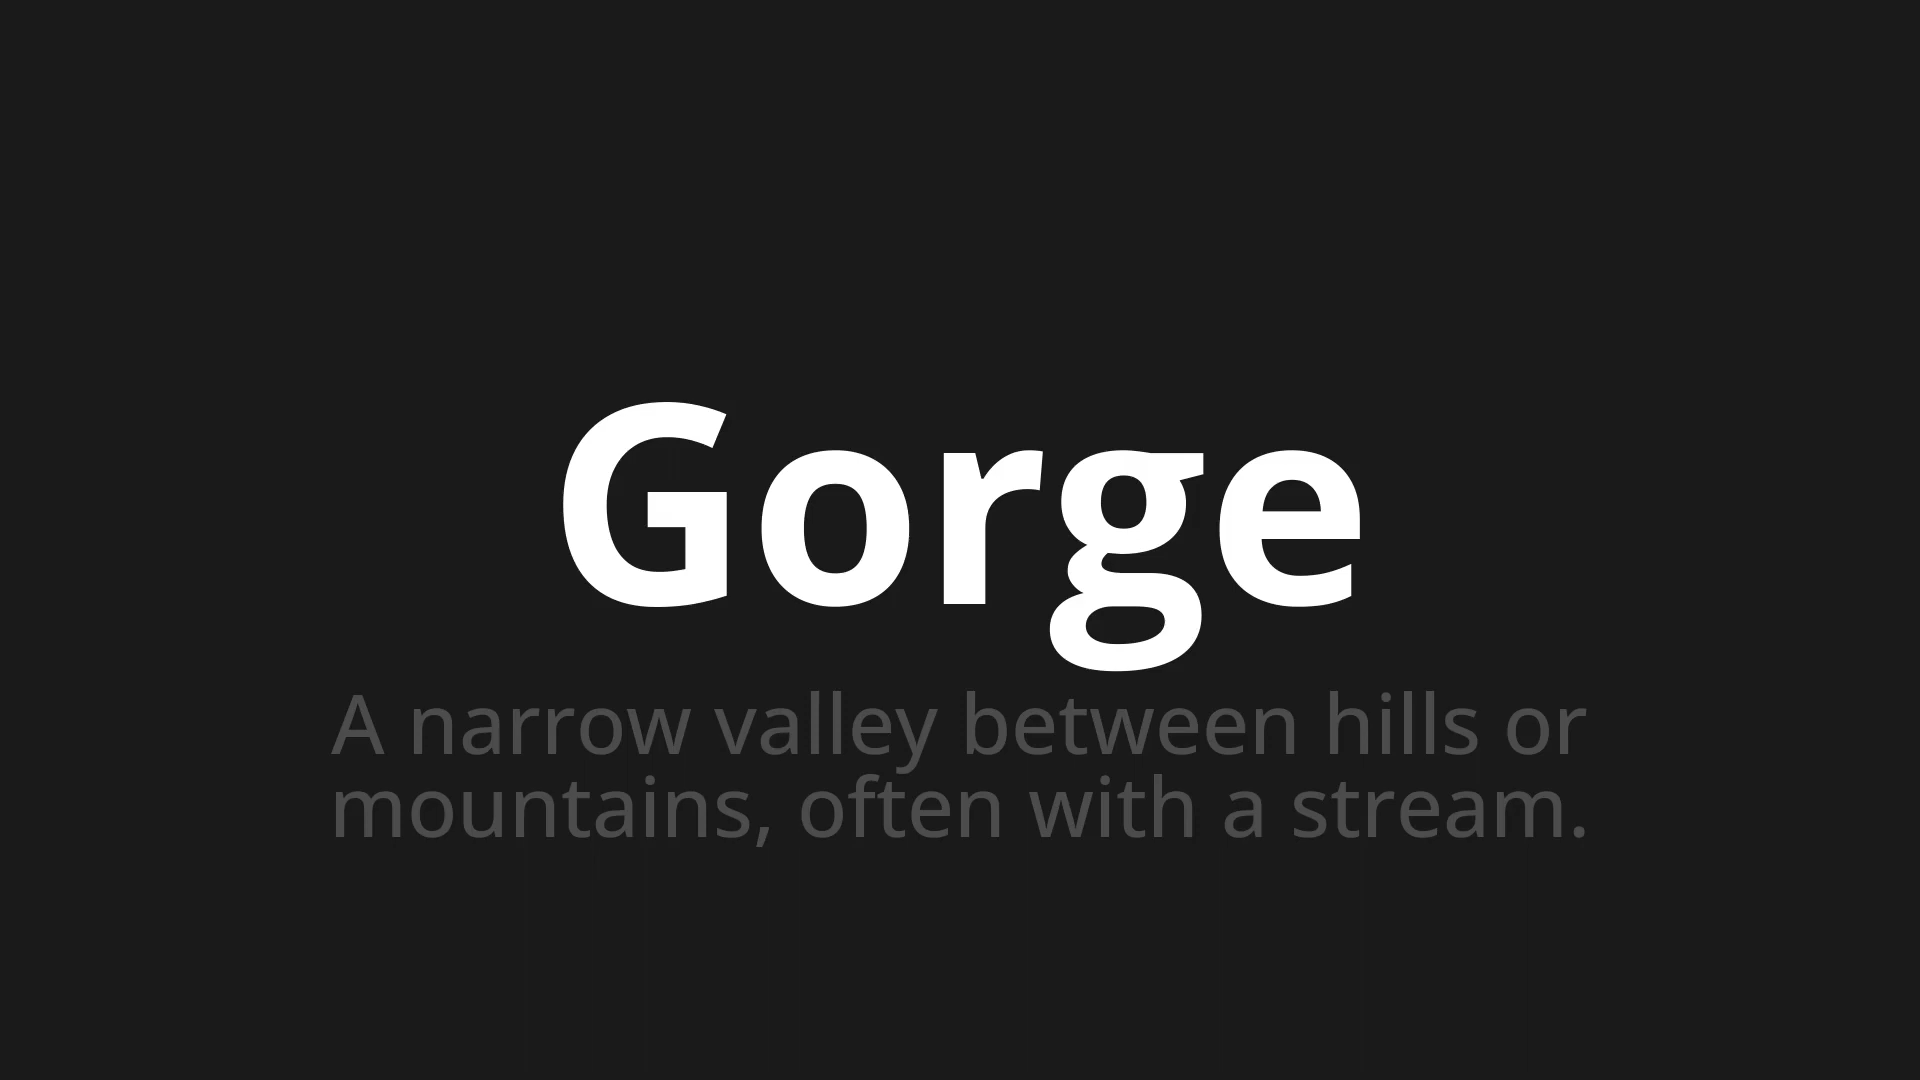 Gorge
A narrow valley between hills or
mountains, often with a stream.